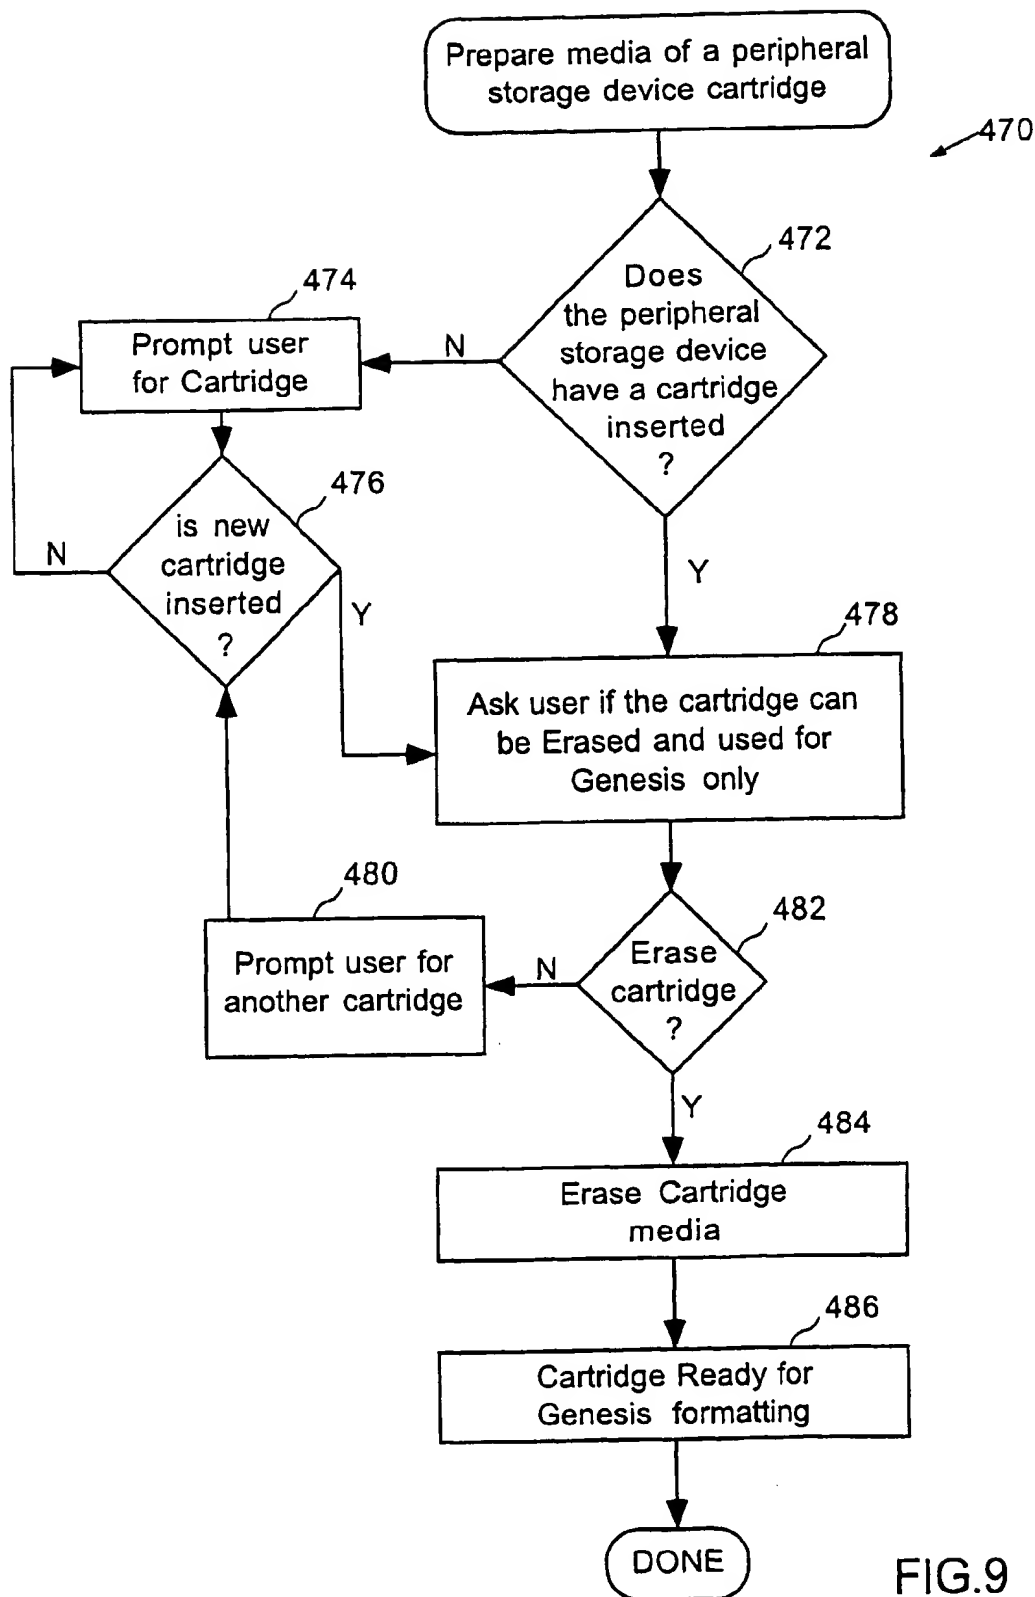 Prepare media of a peripheral
storage device cartridge
470
472
Does
the peripheral
storage device
have a cartridge
inserted
?
N
Y
474
Prompt user
for Cartridge
476
is new
cartridge
inserted
?
N
Y
478
Ask user if the cartridge can
be Erased and used for
Genesis only
480
Prompt user for
another cartridge
482
Erase
cartridge
?
N
Y
484
Erase Cartridge
media
486
Cartridge Ready for
Genesis formatting
DONE
FIG.9